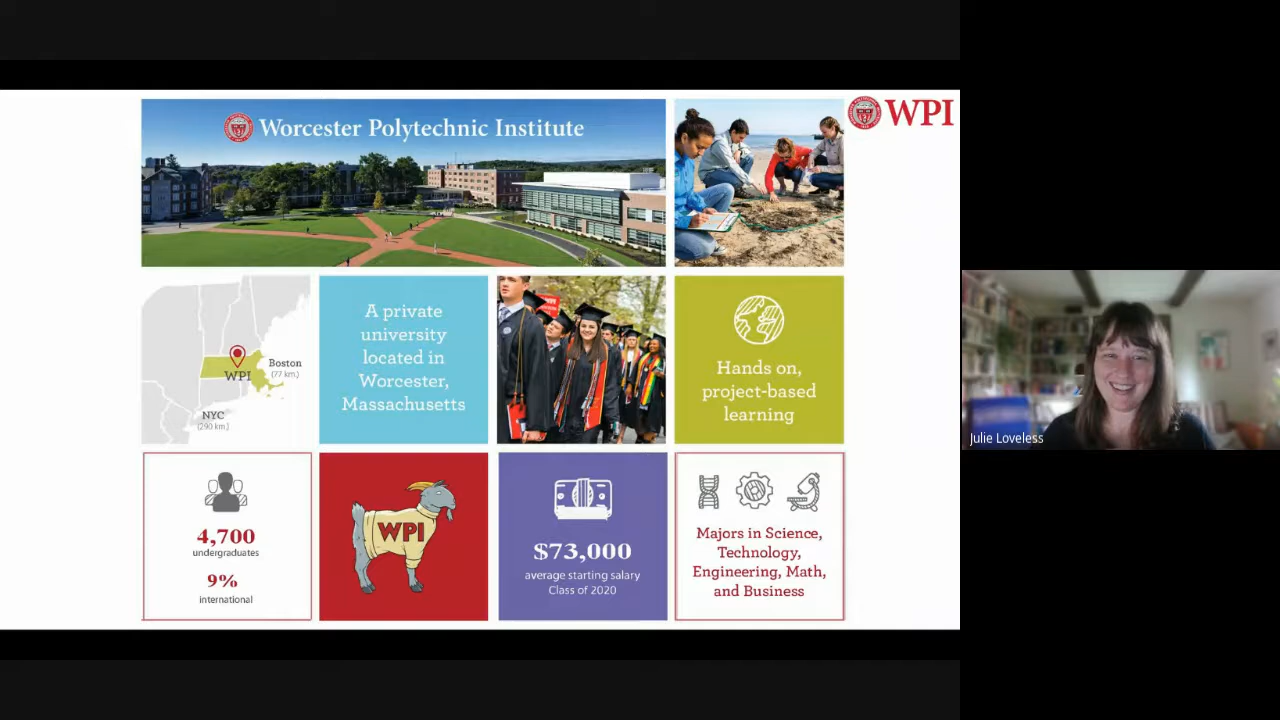 Worcester Polytechnic Institute
WPI
A private
university
located in
Worcester,
Massachusetts
Boston
(77 km.)
WPI
NYC
(290 km.)
Hands on,
project-based
learning
4,700
undergraduates
9%
international
WPI
$73,000
average starting salary
Class of 2020
Majors in Science,
Technology,
Engineering, Math,
and Business
Julie Loveless